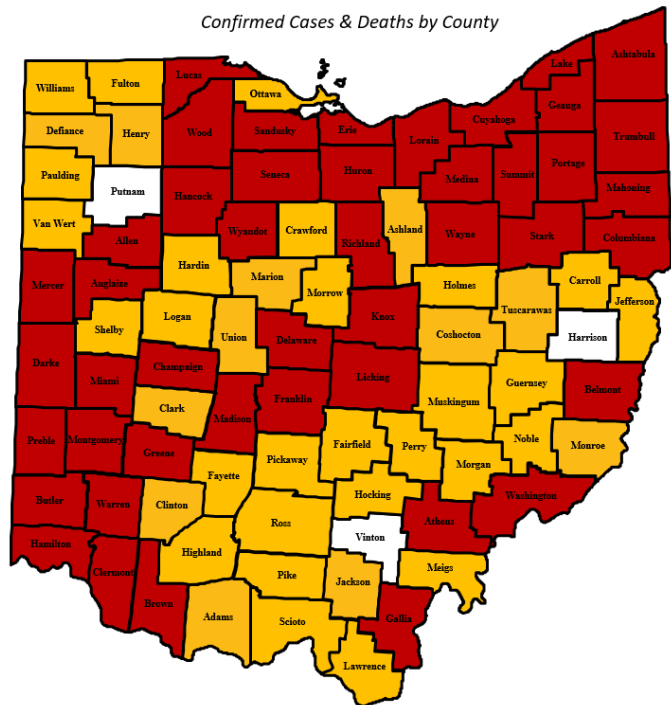 Confirmed Cases & Deaths by County
Williams
Fulton
Lucas
Ottawa
Lake
Ashtabula
Defiance
Henry
Wood
Sandusky
Erie
Lorain
Cuyahoga
Geauga
Trumbull
Paulding
Putnam
Hancock
Seneca
Huron
Medina
Summit
Portage
Mahoning
Van Wert
Allen
Wyandot
Crawford
Richland
Ashland
Wayne
Stark
Columbiana
Mercer
Auglaize
Hardin
Marion
Morrow
Holmes
Tuscarawas
Carroll
Jefferson
Shelby
Logan
Union
Delaware
Knox
Coshocton
Harrison
Darke
Miami
Champaign
Clark
Madison
Franklin
Licking
Muskingum
Guernsey
Belmont
Preble
Montgomery
Greene
Fayette
Pickaway
Fairfield
Perry
Morgan
Noble
Monroe
Butler
Warren
Clinton
Ross
Hocking
Athens
Washington
Hamilton
Clermont
Brown
Highland
Pike
Vinton
Jackson
Meigs
Adams
Scioto
Gallia
Lawrence